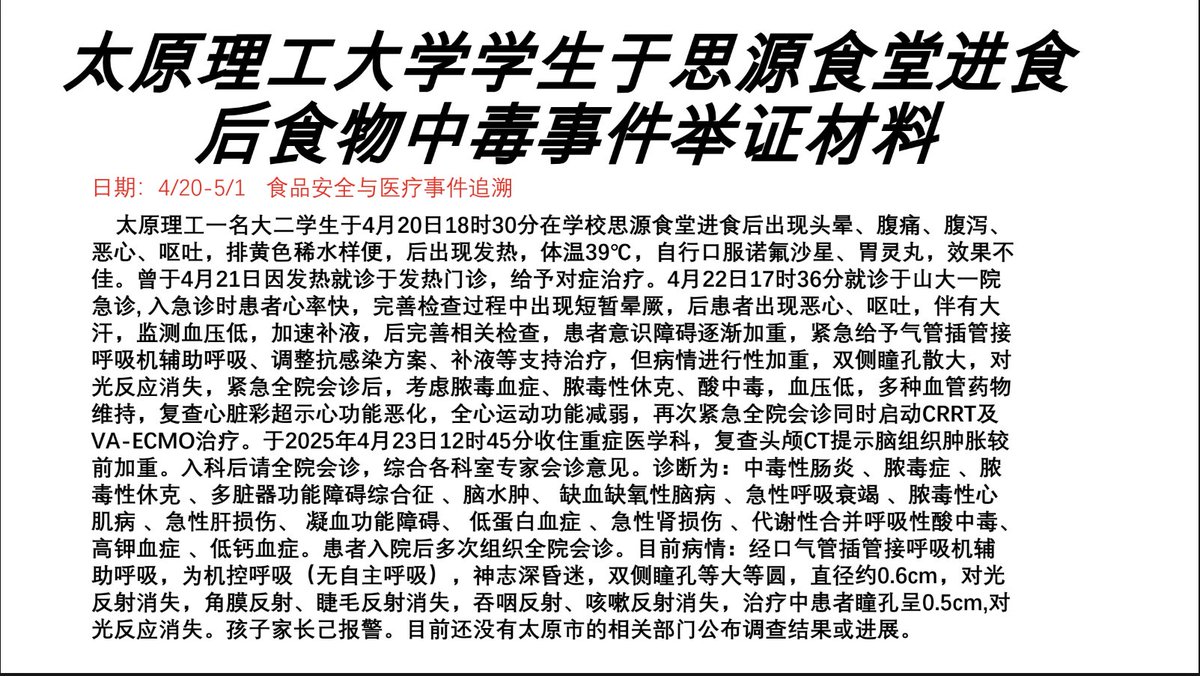 太原理工大学学生于思源食堂进食
后食物中毒事件举证材料
日期：4/20-5/1 食品安全与医疗事件追溯
太原理工一名大二学生于4月20日18时30分在学校思源食堂进食后出现头晕、腹痛、腹泻、
恶心、呕吐，排黄色稀水样便，后出现发热，体温39℃，自行口服诺氟沙星、胃灵丸，效果不
佳。曾于4月21日因发热就诊于发热门诊，给予对症治疗。4月22日17时36分就诊于山大一院
急诊, 入急诊时患者心率快，完善检查过程中出现短暂晕厥，后患者出现恶心、呕吐，伴有大
汗，监测血压低，加速补液，后完善相关检查，患者意识障碍逐渐加重，紧急给予气管插管接
呼吸机辅助呼吸、调整抗感染方案、补液等支持治疗，但病情进行性加重，双侧瞳孔散大，对
光反应消失，紧急全院会诊后，考虑脓毒血症、脓毒性休克、酸中毒，血压低，多种血管药物
维持，复查心脏彩超示心功能恶化，全心运动功能减弱，再次紧急全院会诊同时启动CRRT及
VA-ECMO治疗。于2025年4月23日12时45分收住重症医学科，复查头颅CT提示脑组织肿胀较
前加重。入科后请全院会诊，综合各科室专家会诊意见。诊断为：中毒性肠炎 、脓毒症 、脓
毒性休克 、多脏器功能障碍综合征 、脑水肿、 缺血缺氧性脑病 、急性呼吸衰竭 、脓毒性心
肌病 、急性肝损伤、 凝血功能障碍、 低蛋白血症 、急性肾损伤 、代谢性合并呼吸性酸中毒、
高钾血症 、低钙血症。患者入院后多次组织全院会诊。目前病情：经口气管插管接呼吸机辅
助呼吸，为机控呼吸（无自主呼吸），神志深昏迷，双侧瞳孔等大等圆，直径约0.6cm，对光
反射消失，角膜反射、睫毛反射消失，吞咽反射、咳嗽反射消失，治疗中患者瞳孔呈0.5cm,对
光反应消失。孩子家长己报警。目前还没有太原市的相关部门公布调查结果或进展。